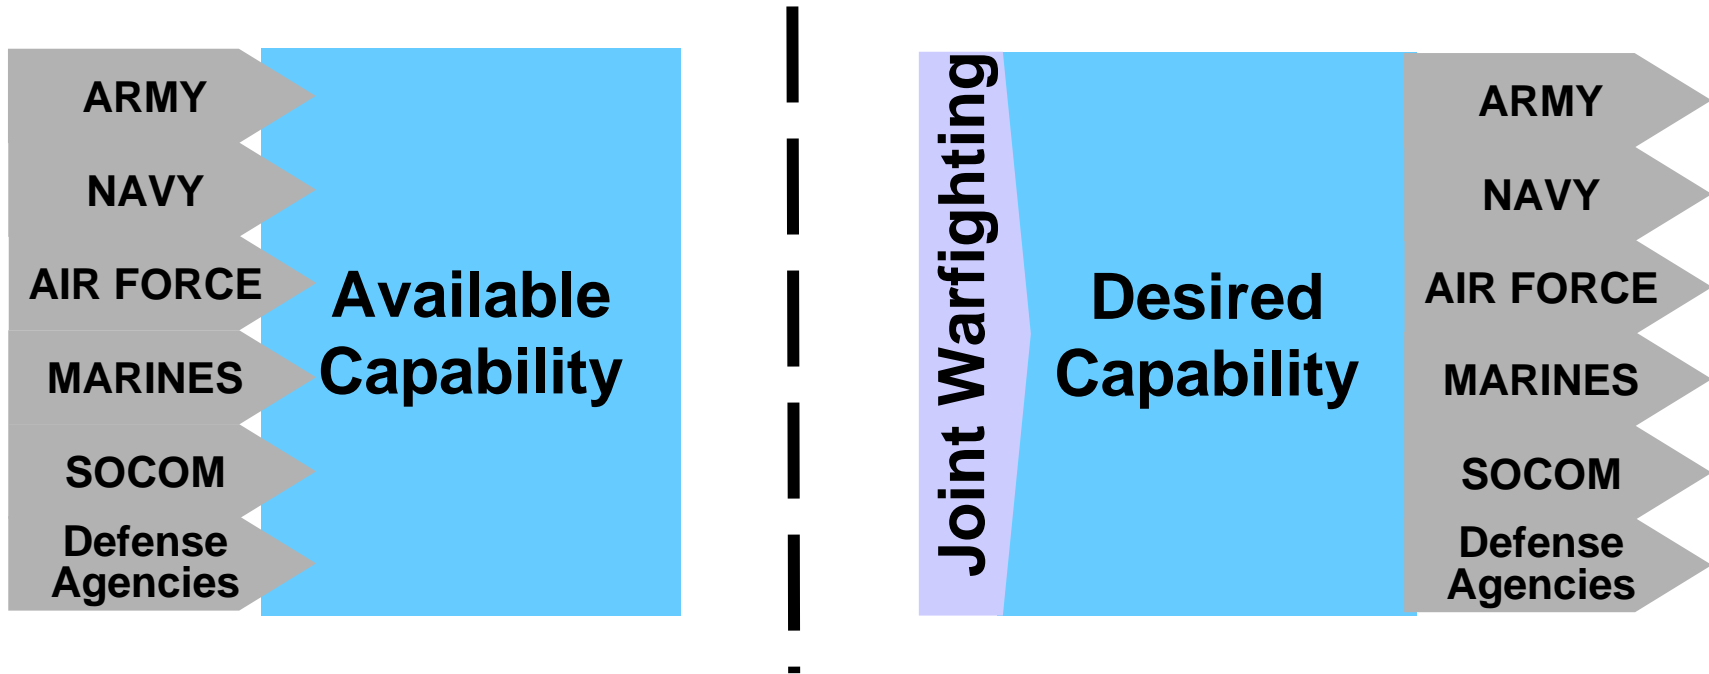 ARMY
NAVY
AIR FORCE
MARINES
SOCOM
Defense
Agencies
Available
Capability
Joint Warfighting
Desired
Capability
ARMY
NAVY
AIR FORCE
MARINES
SOCOM
Defense
Agencies